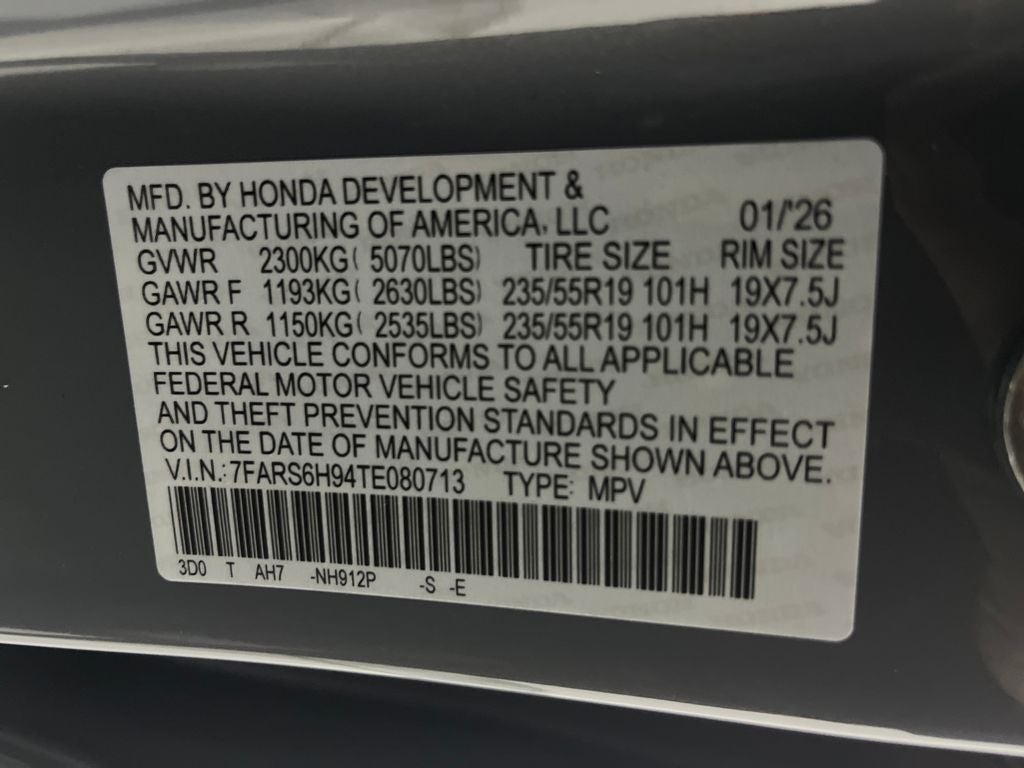 MFD. BY HONDA DEVELOPMENT &
MANUFACTURING OF AMERICA, LLC 01/'26
GVWR 2300KG( 5070LBS) TIRE SIZE RIM SIZE
GAWR F 1193KG( 2630LBS) 235/55R19 101H 19X7.5J
GAWR R 1150KG( 2535LBS) 235/55R19 101H 19X7.5J
THIS VEHICLE CONFORMS TO ALL APPLICABLE
FEDERAL MOTOR VEHICLE SAFETY
AND THEFT PREVENTION STANDARDS IN EFFECT
ON THE DATE OF MANUFACTURE SHOWN ABOVE.
V.I.N.: 7FARS6H94TE080713 TYPE: MPV
3D0 T AH7 -NH912P -S -E